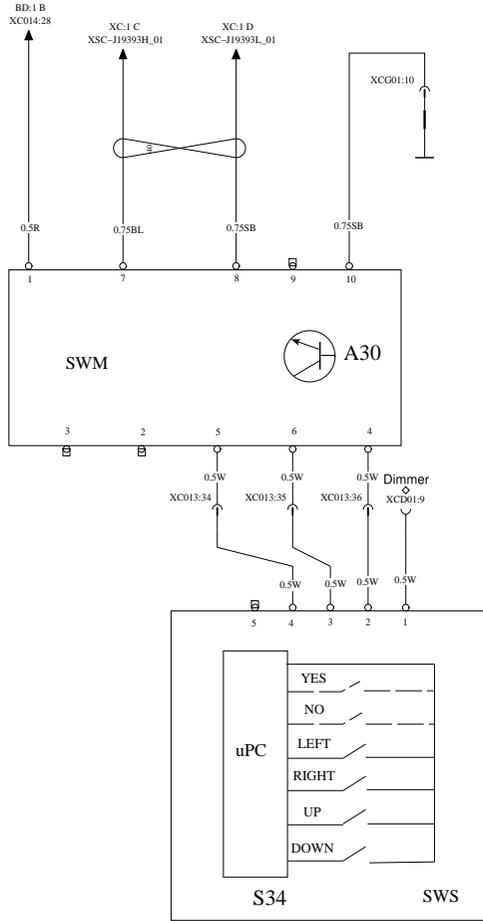 BD:1 B
XC014:28
XC:1 C
XSC–J19393H_01
XC:1 D
XSC–J19393L_01
XCG01:10
40
0.5R
0.75BL
0.75SB
0.75SB
1
7
8
9
10
SWM
A30
3
2
5
6
4
0.5W
0.5W
0.5W
Dimmer
XC013:34
XC013:35
XC013:36
XCD01:9
0.5W
0.5W
0.5W
0.5W
5
4
3
2
1
YES
NO
uPC
LEFT
RIGHT
UP
DOWN
S34
SWS